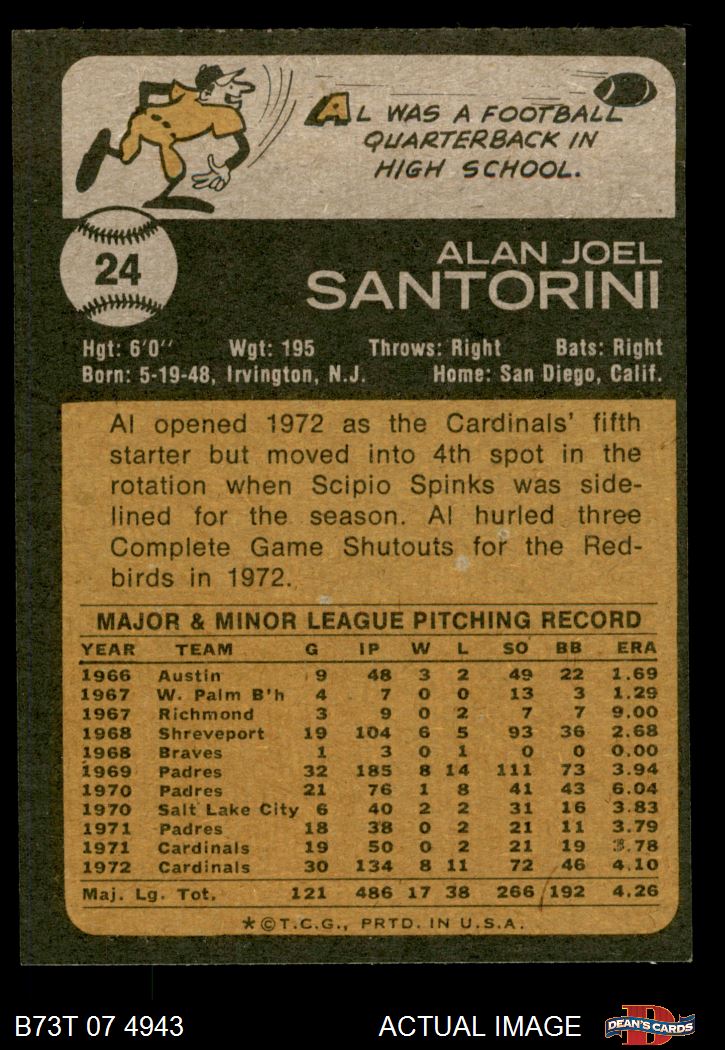 AL WAS A FOOTBALL
QUARTERBACK IN
HIGH SCHOOL.
24
ALAN JOEL
SANTORINI
Hgt: 6'0" Wgt: 195 Throws: Right Bats: Right
Born: 5-19-48, Irvington, N.J. Home: San Diego, Calif.
Al opened 1972 as the Cardinals' fifth
starter but moved into 4th spot in the
rotation when Scipio Spinks was side-
lined for the season. Al hurled three
Complete Game Shutouts for the Red-
birds in 1972.
MAJOR & MINOR LEAGUE PITCHING RECORD
YEAR TEAM G IP W L SO BB ERA
1966 Austin 9 48 3 2 49 22 1.69
1967 W. Palm B'h 4 7 0 0 13 3 1.29
1967 Richmond 3 9 0 2 7 7 9.00
1968 Shreveport 19 104 6 5 93 36 2.68
1968 Braves 1 3 0 1 0 0 0.00
1969 Padres 32 185 8 14 111 73 3.94
1970 Padres 21 76 1 8 41 43 6.04
1970 Salt Lake City 6 40 2 2 31 16 3.83
1971 Padres 18 38 0 2 21 11 3.79
1971 Cardinals 19 50 0 2 21 19 3.78
1972 Cardinals 30 134 8 11 72 46 4.10
Maj. Lg. Tot. 121 486 17 38 266 192 4.26
*©T.C.G., PRTD. IN U.S.A.
B73T 07 4943 ACTUAL IMAGE D DEAN'S CARDS